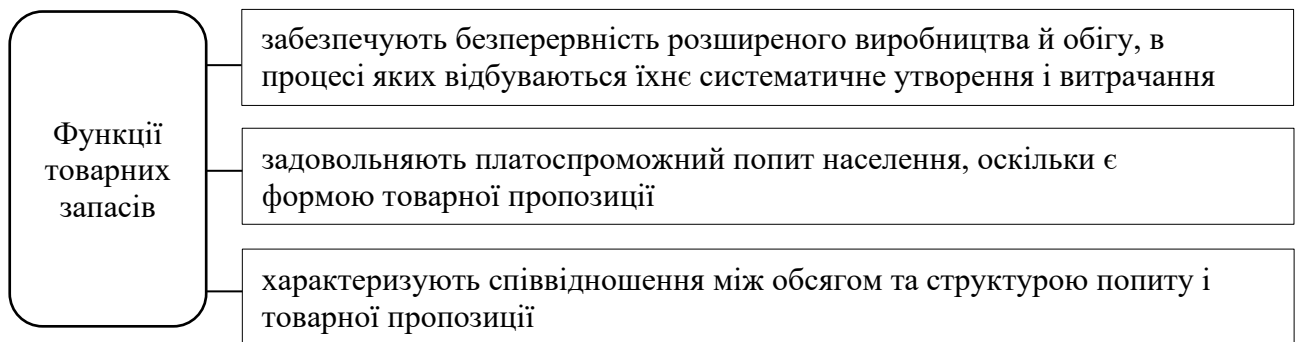 Функції
товарних
запасів
забезпечують безперервність розширеного виробництва й обігу, в
процесі яких відбуваються їхнє систематичне утворення і витрачання
задовольняють платоспроможний попит населення, оскільки є
формою товарної пропозиції
характеризують співвідношення між обсягом та структурою попиту і
товарної пропозиції